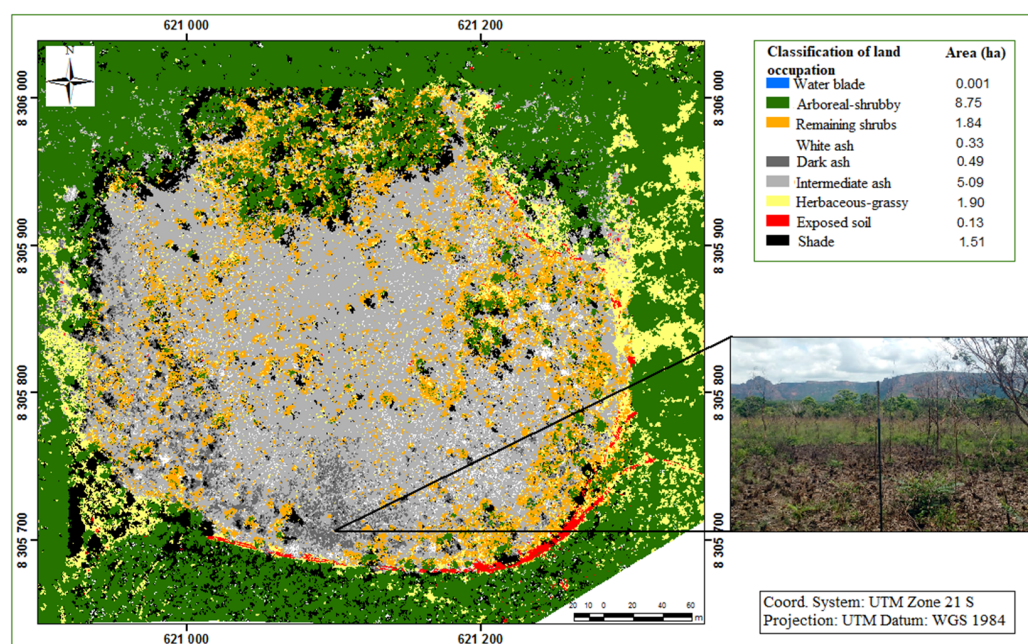 621 000 621 200
N
8 306 000 8 306 000
8 305 900 8 305 900
8 305 800 8 305 800
8 305 700 8 305 700
621 000 621 200
20 10 0 20 40 60
m
Classification of land occupation Area (ha)
Water blade 0.001
Arboreal-shrubby 8.75
Remaining shrubs 1.84
White ash 0.33
Dark ash 0.49
Intermediate ash 5.09
Herbaceous-grassy 1.90
Exposed soil 0.13
Shade 1.51
Coord. System: UTM Zone 21 S
Projection: UTM Datum: WGS 1984